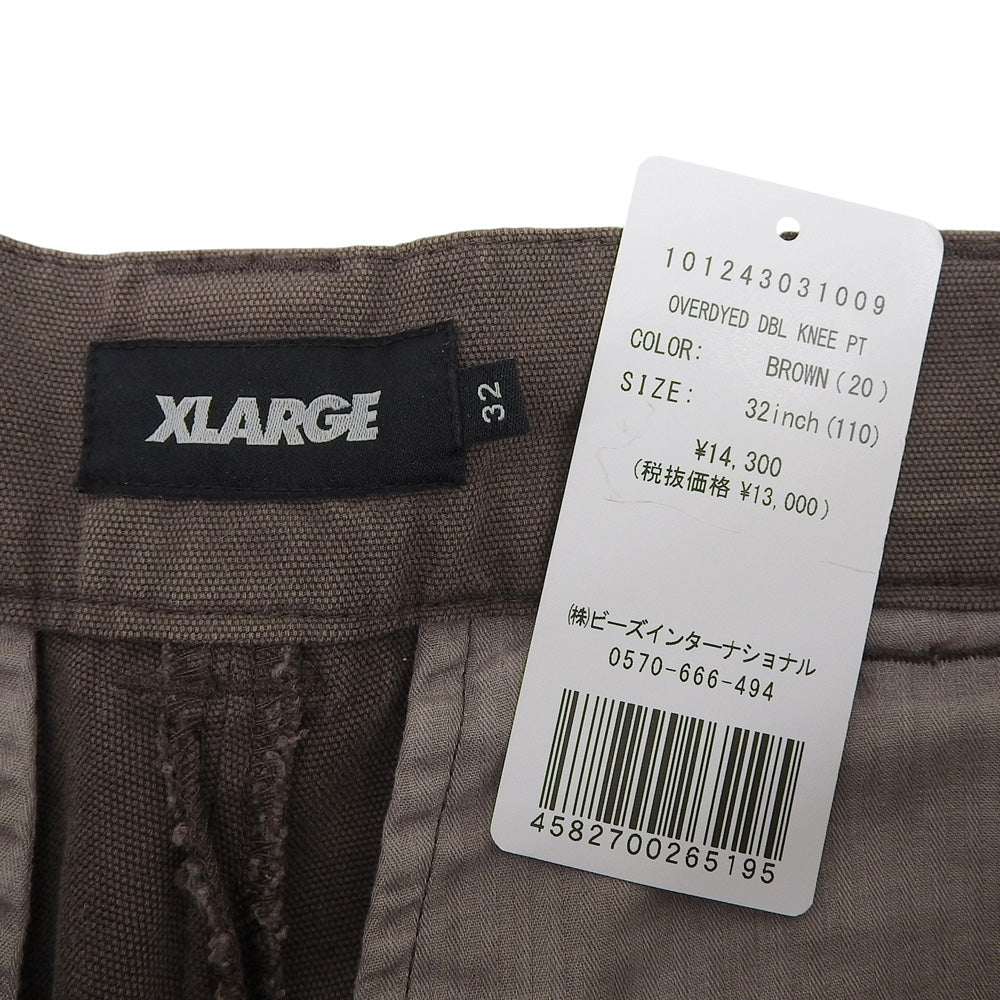 XLARGE
32
101243031009
OVERDYED DBL KNEE PT
COLOR: BROWN(20)
SIZE: 32inch(110)
¥14,300
(税抜価格 ¥13,000)
㈱ビーズインターナショナル
0570-666-494
4582700265195